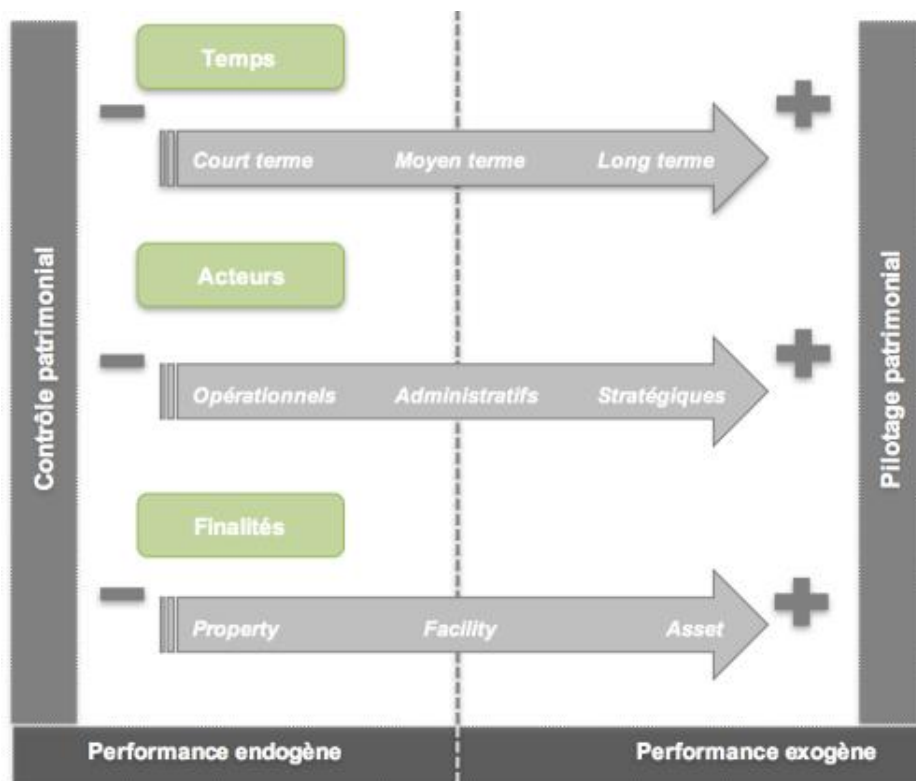 Temps
Court terme Moyen terme Long terme
Acteurs
Opérationnels Administratifs Stratégiques
Finalités
Property Facility Asset
Contrôle patrimonial
Pilotage patrimonial
Performance endogène Performance exogène